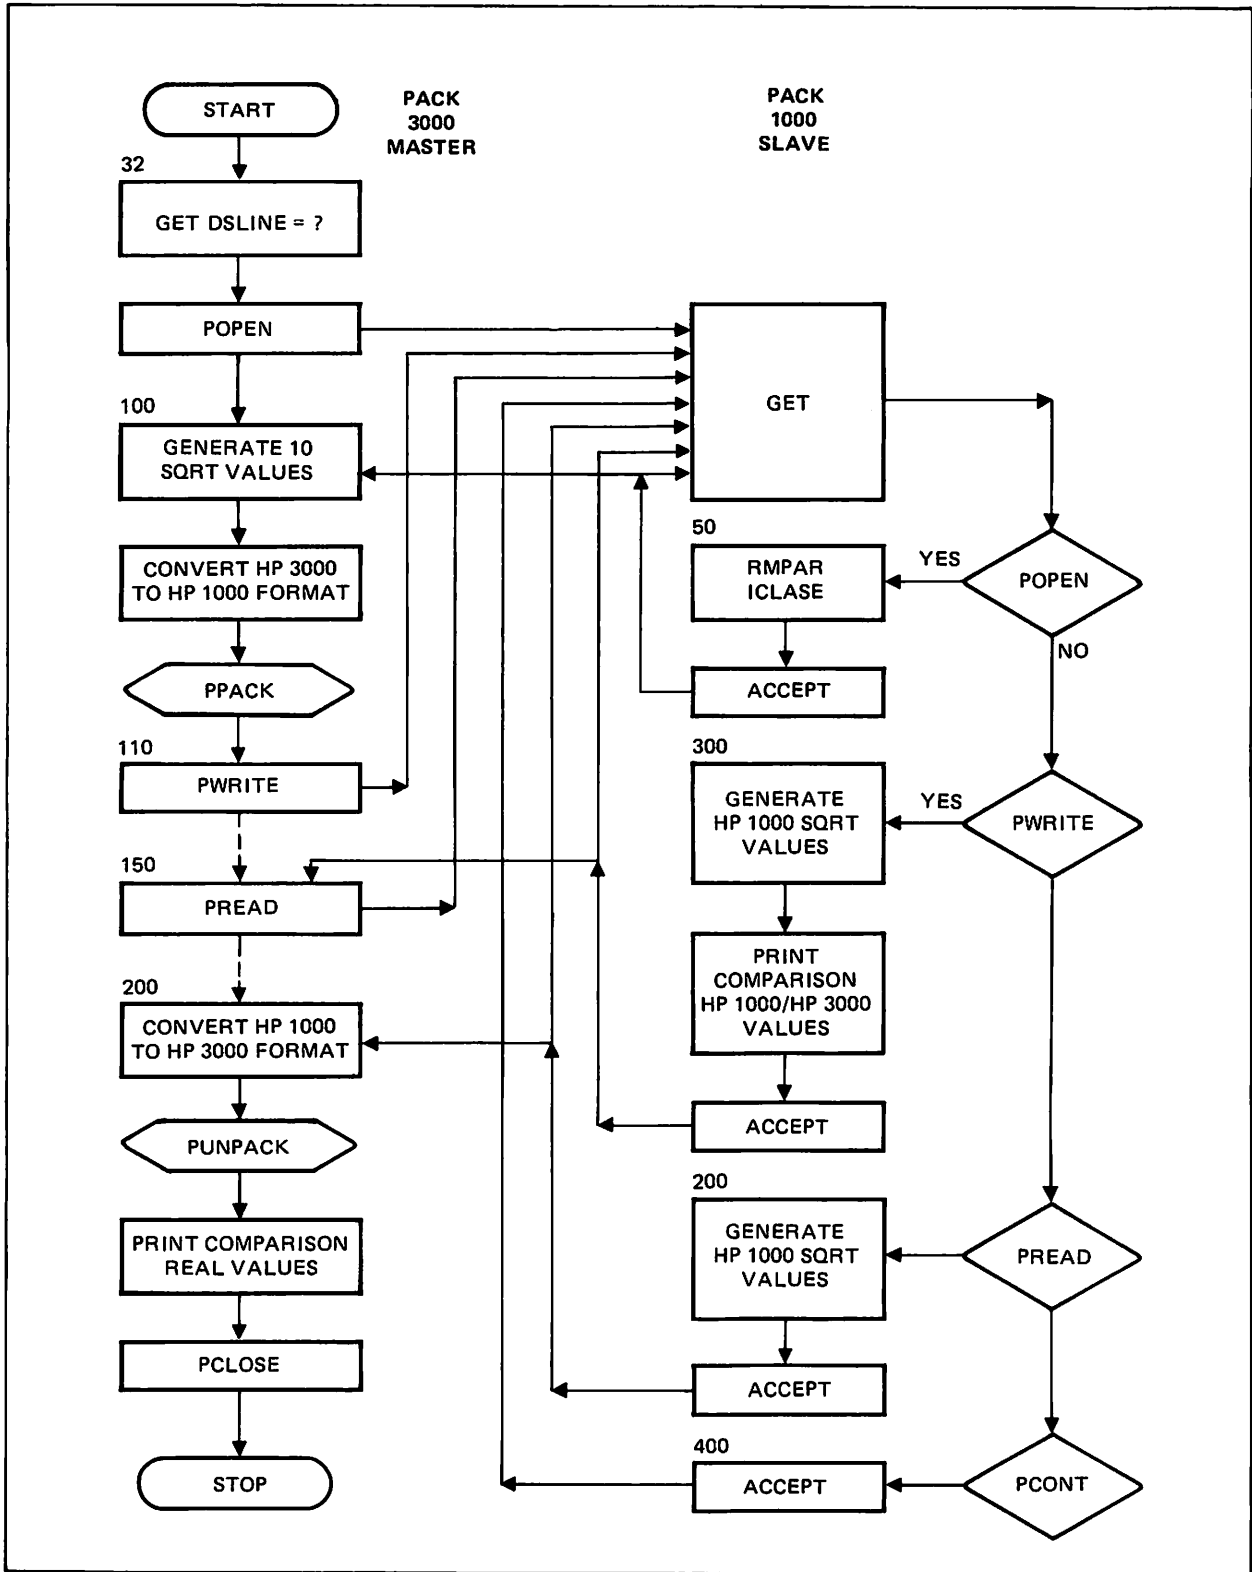 START
PACK
3000
MASTER
PACK
1000
SLAVE
32
GET DSLINE = ?
POPEN
GET
100
GENERATE 10
SQRT VALUES
CONVERT HP 3000
TO HP 1000 FORMAT
PPACK
110
PWRITE
150
PREAD
200
CONVERT HP 1000
TO HP 3000 FORMAT
PUNPACK
PRINT COMPARISON
REAL VALUES
PCLOSE
STOP
50
RMPAR
ICLASE
YES
POPEN
NO
ACCEPT
300
GENERATE
HP 1000 SQRT
VALUES
YES
PWRITE
PRINT
COMPARISON
HP 1000/HP 3000
VALUES
ACCEPT
200
GENERATE
HP 1000 SQRT
VALUES
PREAD
ACCEPT
400
ACCEPT
PCONT